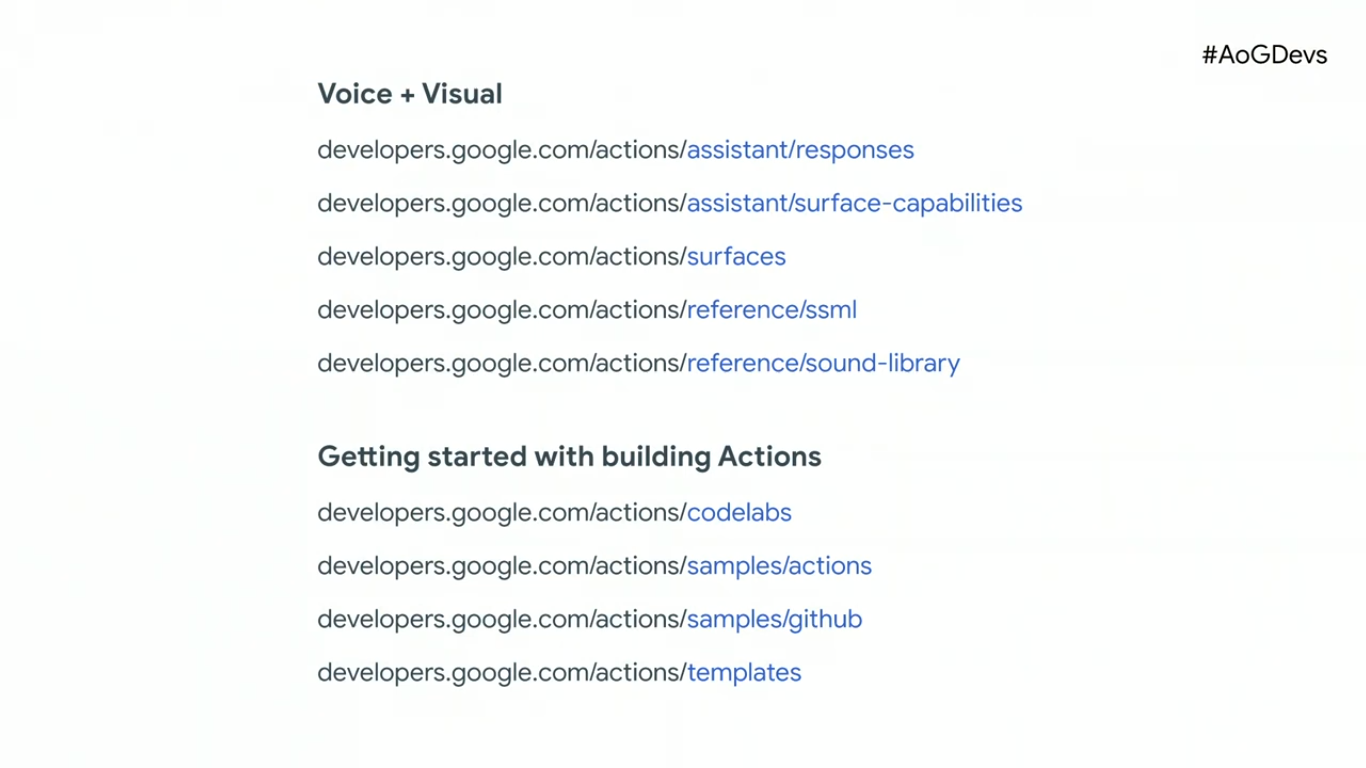 #AoGDevs
Voice + Visual
developers.google.com/actions/assistant/responses
developers.google.com/actions/assistant/surface-capabilities
developers.google.com/actions/surfaces
developers.google.com/actions/reference/ssml
developers.google.com/actions/reference/sound-library
Getting started with building Actions
developers.google.com/actions/codelabs
developers.google.com/actions/samples/actions
developers.google.com/actions/samples/github
developers.google.com/actions/templates